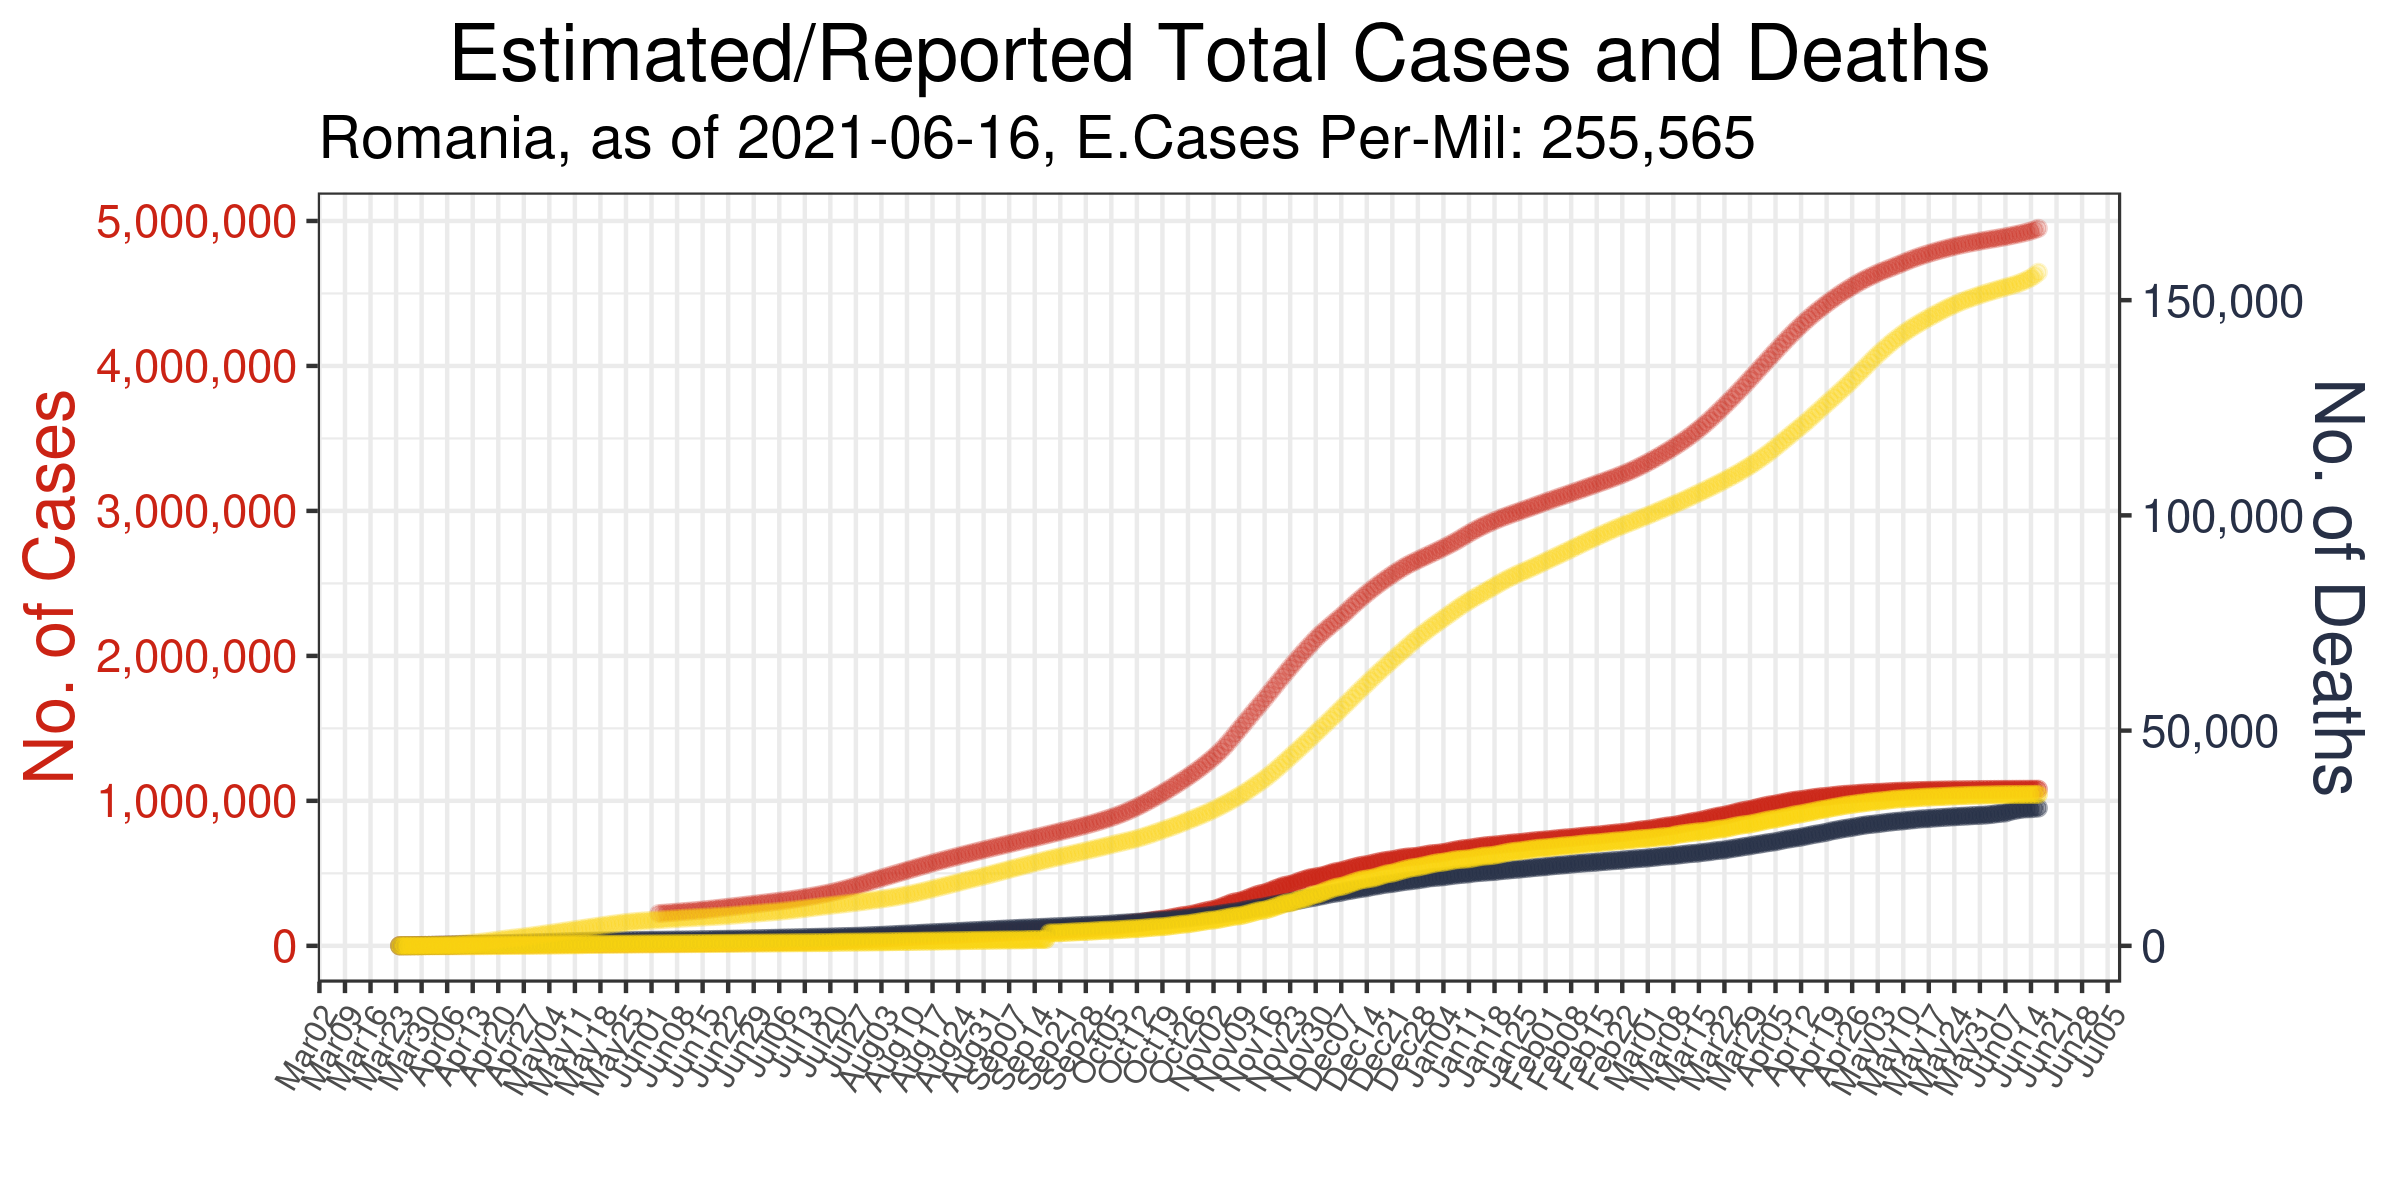 Estimated/Reported Total Cases and Deaths
Romania, as of 2021-06-16, E.Cases Per-Mil: 255,565
No. of Cases
5,000,000
4,000,000
3,000,000
2,000,000
1,000,000
0
150,000
100,000
50,000
0
No. of Deaths
Mar02
Mar09
Mar16
Mar23
Mar30
Apr06
Apr13
Apr20
Apr27
May04
May11
May18
May25
Jun01
Jun08
Jun15
Jun22
Jun29
Jul06
Jul13
Jul20
Jul27
Aug03
Aug10
Aug17
Aug24
Aug31
Sep07
Sep14
Sep21
Sep28
Oct05
Oct12
Oct19
Oct26
Nov02
Nov09
Nov16
Nov23
Nov30
Dec07
Dec14
Dec21
Dec28
Jan04
Jan11
Jan18
Jan25
Feb01
Feb08
Feb15
Feb22
Mar01
Mar08
Mar15
Mar22
Mar29
Apr05
Apr12
Apr19
Apr26
May03
May10
May17
May24
May31
Jun07
Jun14
Jun21
Jun28
Jul05